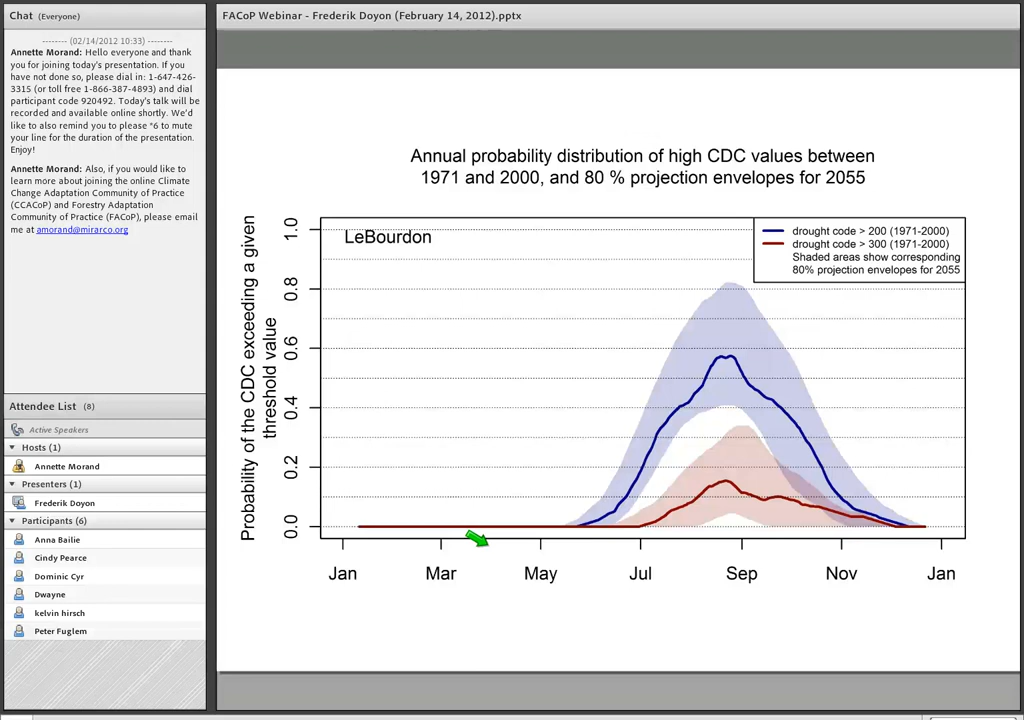 Chat (Everyone)
-------- (02/14/2012 10:33) --------
Annette Morand: Hello everyone and thank
you for joining today's presentation. If you
have not done so, please dial in: 1-647-426-
3315 (or toll free 1-866-387-4893) and dial
participant code 920492. Today's talk will be
recorded and available online shortly. We'd
like to also remind you to please *6 to mute
your line for the duration of the presentation.
Enjoy!
Annette Morand: Also, if you would like to
learn more about joining the online Climate
Change Adaptation Community of Practice
(CCACoP) and Forestry Adaptation
Community of Practice (FACoP), please email
me at amorand@mirarco.org
Attendee List (8)
Active Speakers
Hosts (1)
Annette Morand
Presenters (1)
Frederik Doyon
Participants (6)
Anna Bailie
Cindy Pearce
Dominic Cyr
Dwayne
kelvin hirsch
Peter Fuglem
FACoP Webinar - Frederik Doyon (February 14, 2012).pptx
Annual probability distribution of high CDC values between
1971 and 2000, and 80 % projection envelopes for 2055
Probability of the CDC exceeding a given
threshold value
1.0
0.8
0.6
0.4
0.2
0.0
LeBourdon
drought code > 200 (1971-2000)
drought code > 300 (1971-2000)
Shaded areas show corresponding
80% projection envelopes for 2055
Jan Mar May Jul Sep Nov Jan